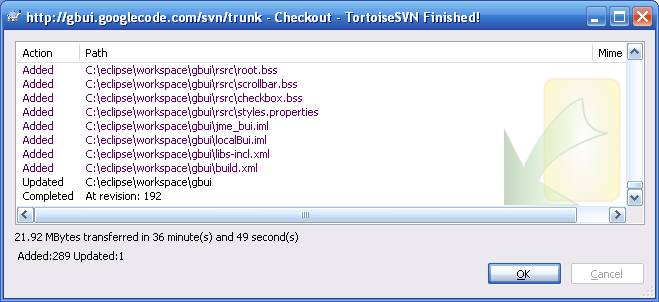 http://gbui.googlecode.com/svn/trunk - Checkout - TortoiseSVN Finished!
Action Path Mime
Added C:\eclipse\workspace\gbui\rsrc\root.bss
Added C:\eclipse\workspace\gbui\rsrc\scrollbar.bss
Added C:\eclipse\workspace\gbui\rsrc\checkbox.bss
Added C:\eclipse\workspace\gbui\rsrc\styles.properties
Added C:\eclipse\workspace\gbui\jme_bui.iml
Added C:\eclipse\workspace\gbui\localBui.iml
Added C:\eclipse\workspace\gbui\libs-incl.xml
Added C:\eclipse\workspace\gbui\build.xml
Updated C:\eclipse\workspace\gbui
Completed At revision: 192
21.92 MBytes transferred in 36 minute(s) and 49 second(s)
Added:289 Updated:1
OK Cancel